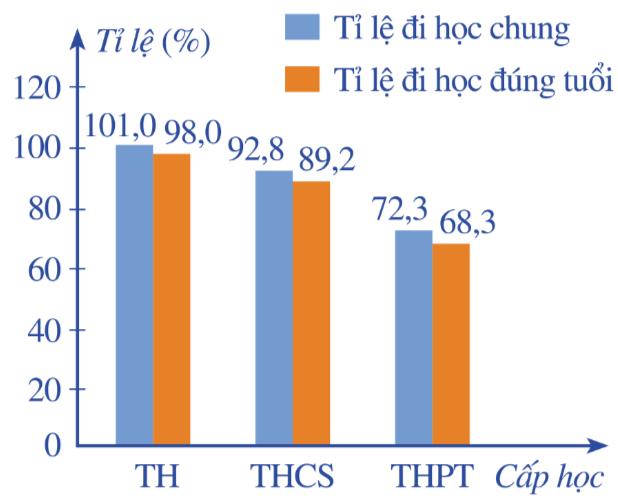 Tỉ lệ (%)
Tỉ lệ đi học chung
Tỉ lệ đi học đúng tuổi
120
100
80
60
40
20
0
101,0 98,0
92,8 89,2
72,3 68,3
TH THCS THPT Cấp học